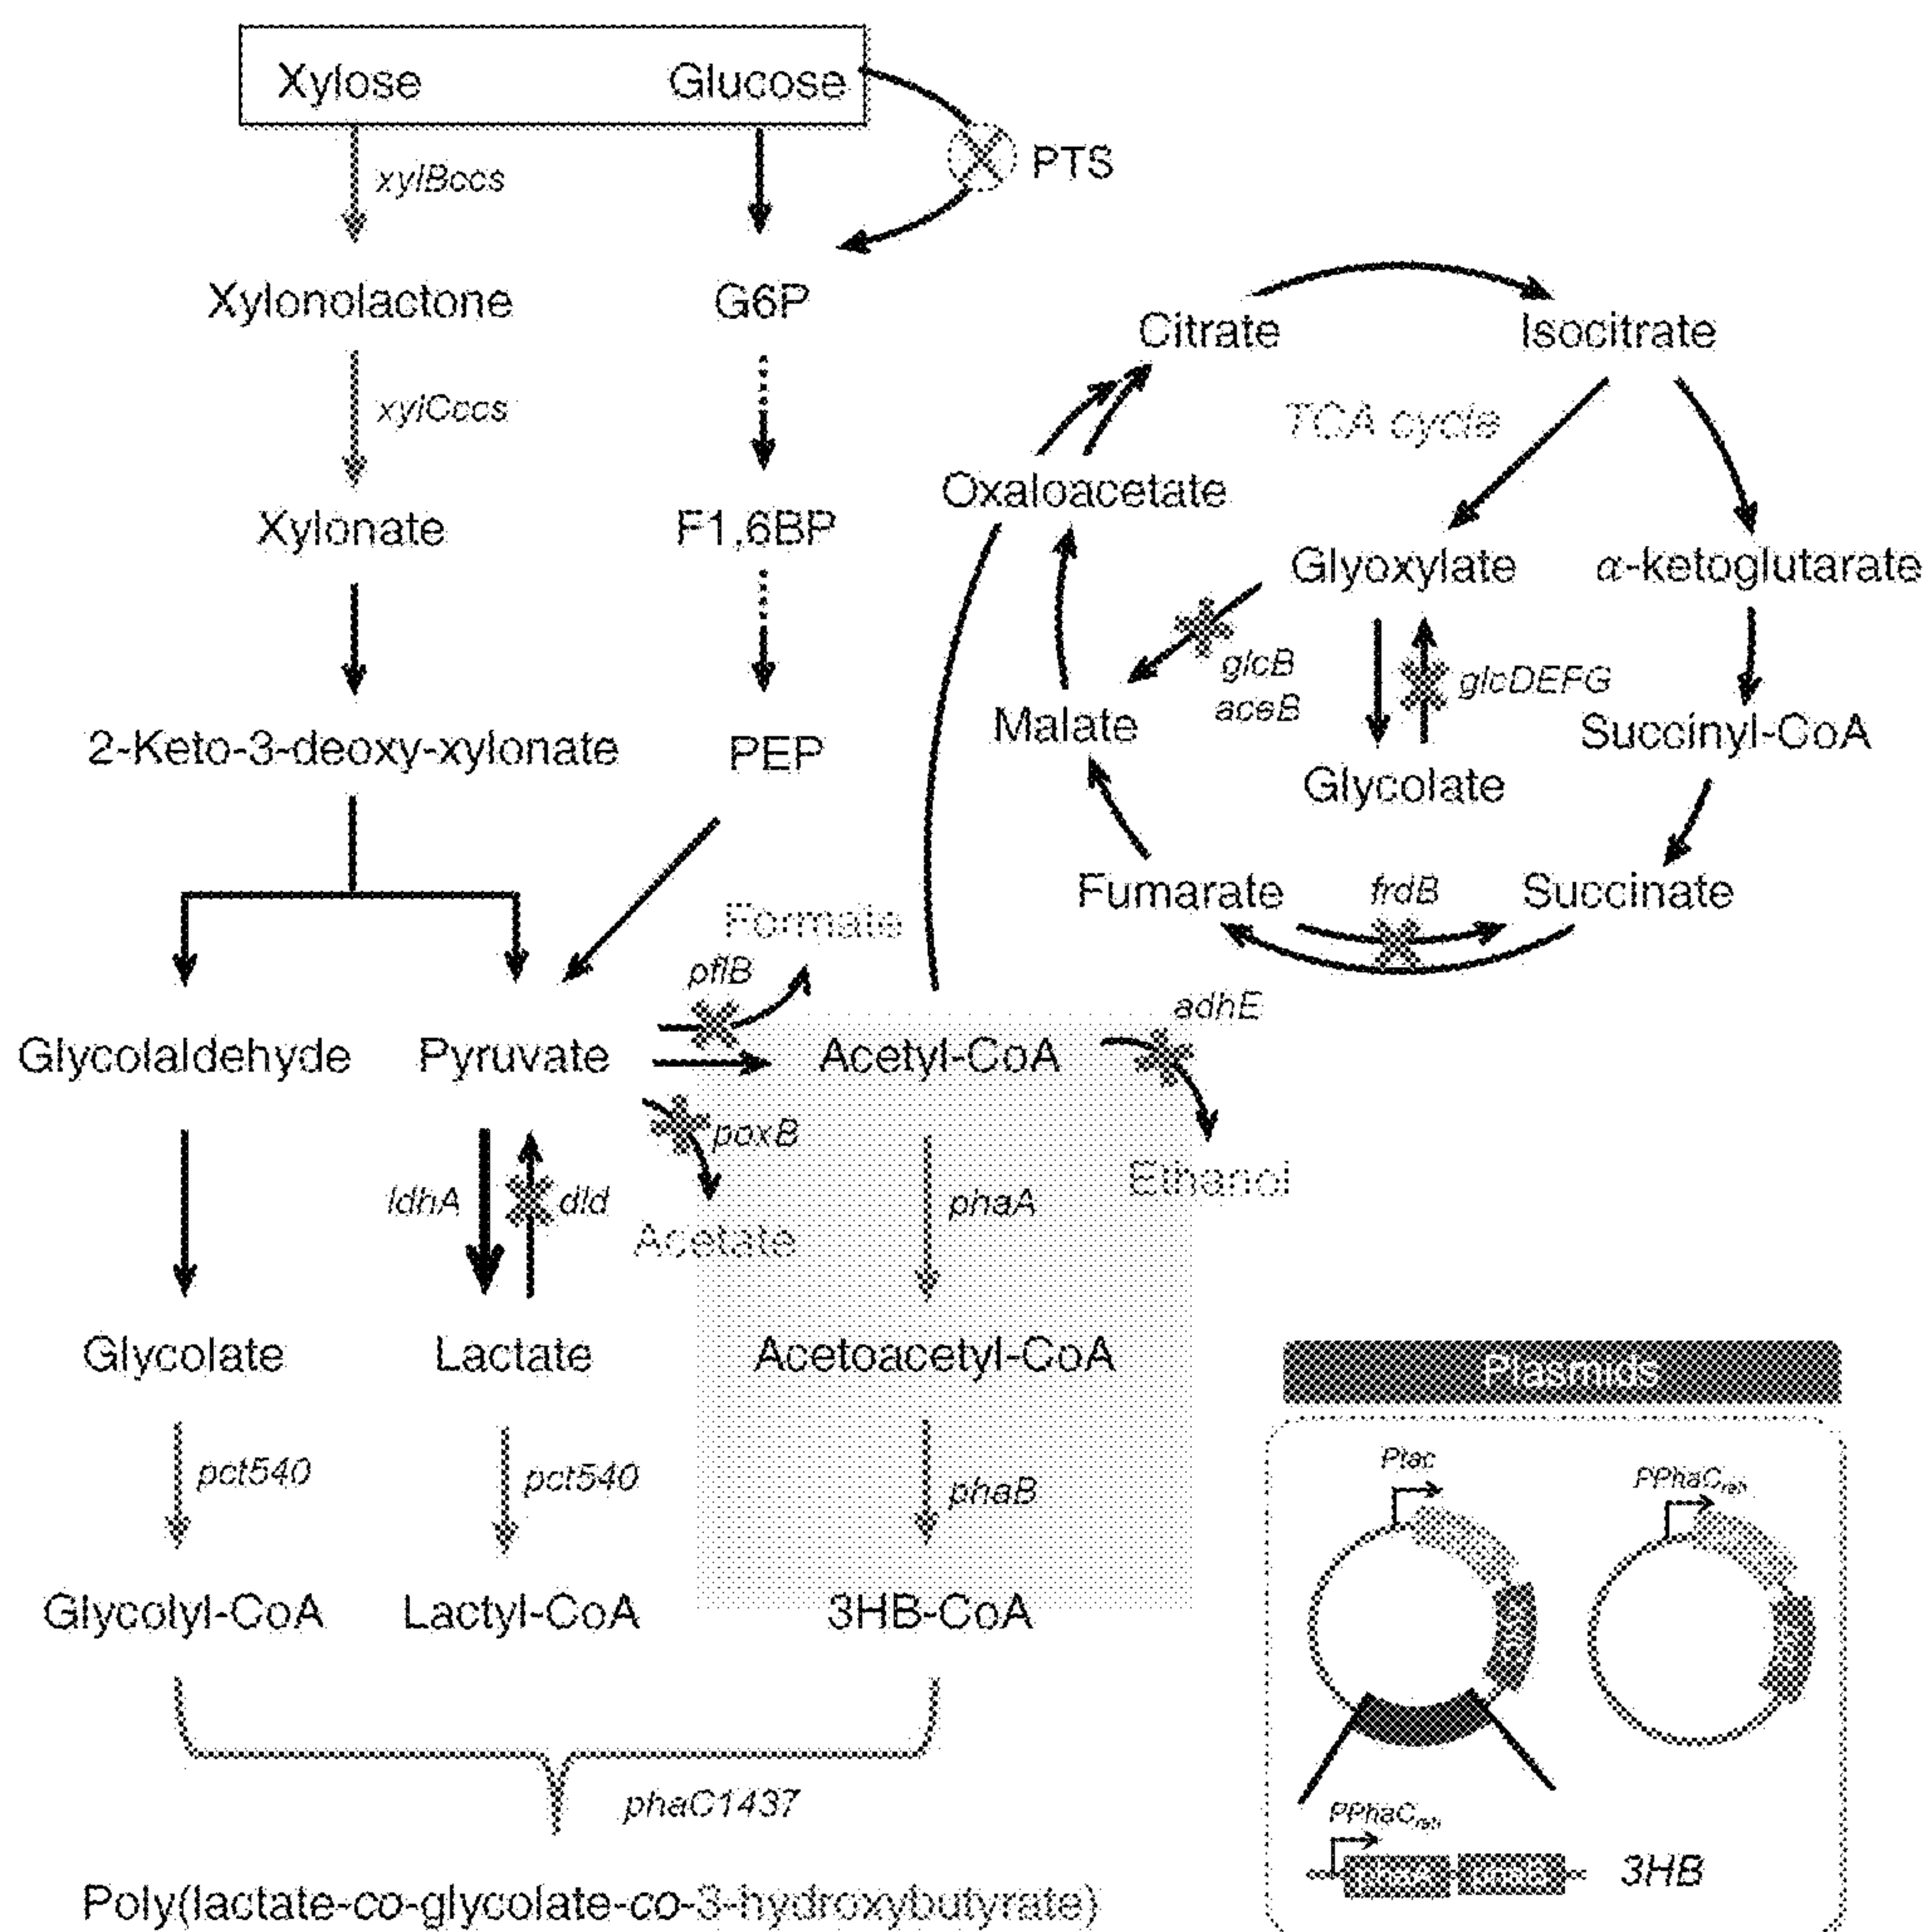 Xylose Glucose
PTS
xylBccs
Xylonolactone G6P
Citrate Isocitrate
xylCccs
TCA cycle
Oxaloacetate
Xylonate F1,6BP
Glyoxylate α-ketoglutarate
glcB
aceB
glcDEFG
2-Keto-3-deoxy-xylonate PEP
Malate
Succinyl-CoA
Glycolate
Fumarate frdB Succinate
Formate
pflB
adhE
Glycolaldehyde Pyruvate Acetyl-CoA
poxB
Ethanol
ldhA dld
phaA
Acetate
Glycolate Lactate Acetoacetyl-CoA
Plasmids
pct540 pct540 phaB
Ptac PPhaCreh
Glycolyl-CoA Lactyl-CoA 3HB-CoA
phaC1437
PPhaCreh
3HB
Poly(lactate-co-glycolate-co-3-hydroxybutyrate)